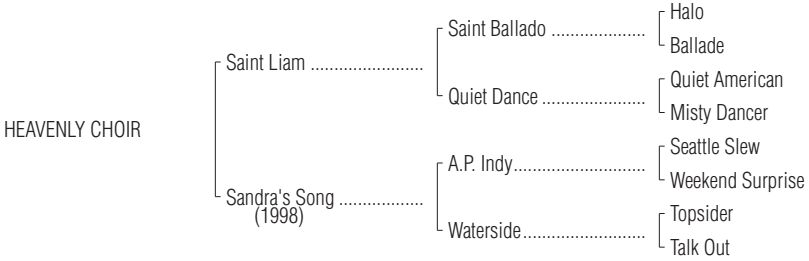 Halo
Saint Ballado .....................
Ballade
Saint Liam .........................
Quiet American
Quiet Dance .......................
Misty Dancer
HEAVENLY CHOIR
Seattle Slew
A.P. Indy.............................
Weekend Surprise
Sandra's Song ...................
(1998)
Topsider
Waterside...........................
Talk Out